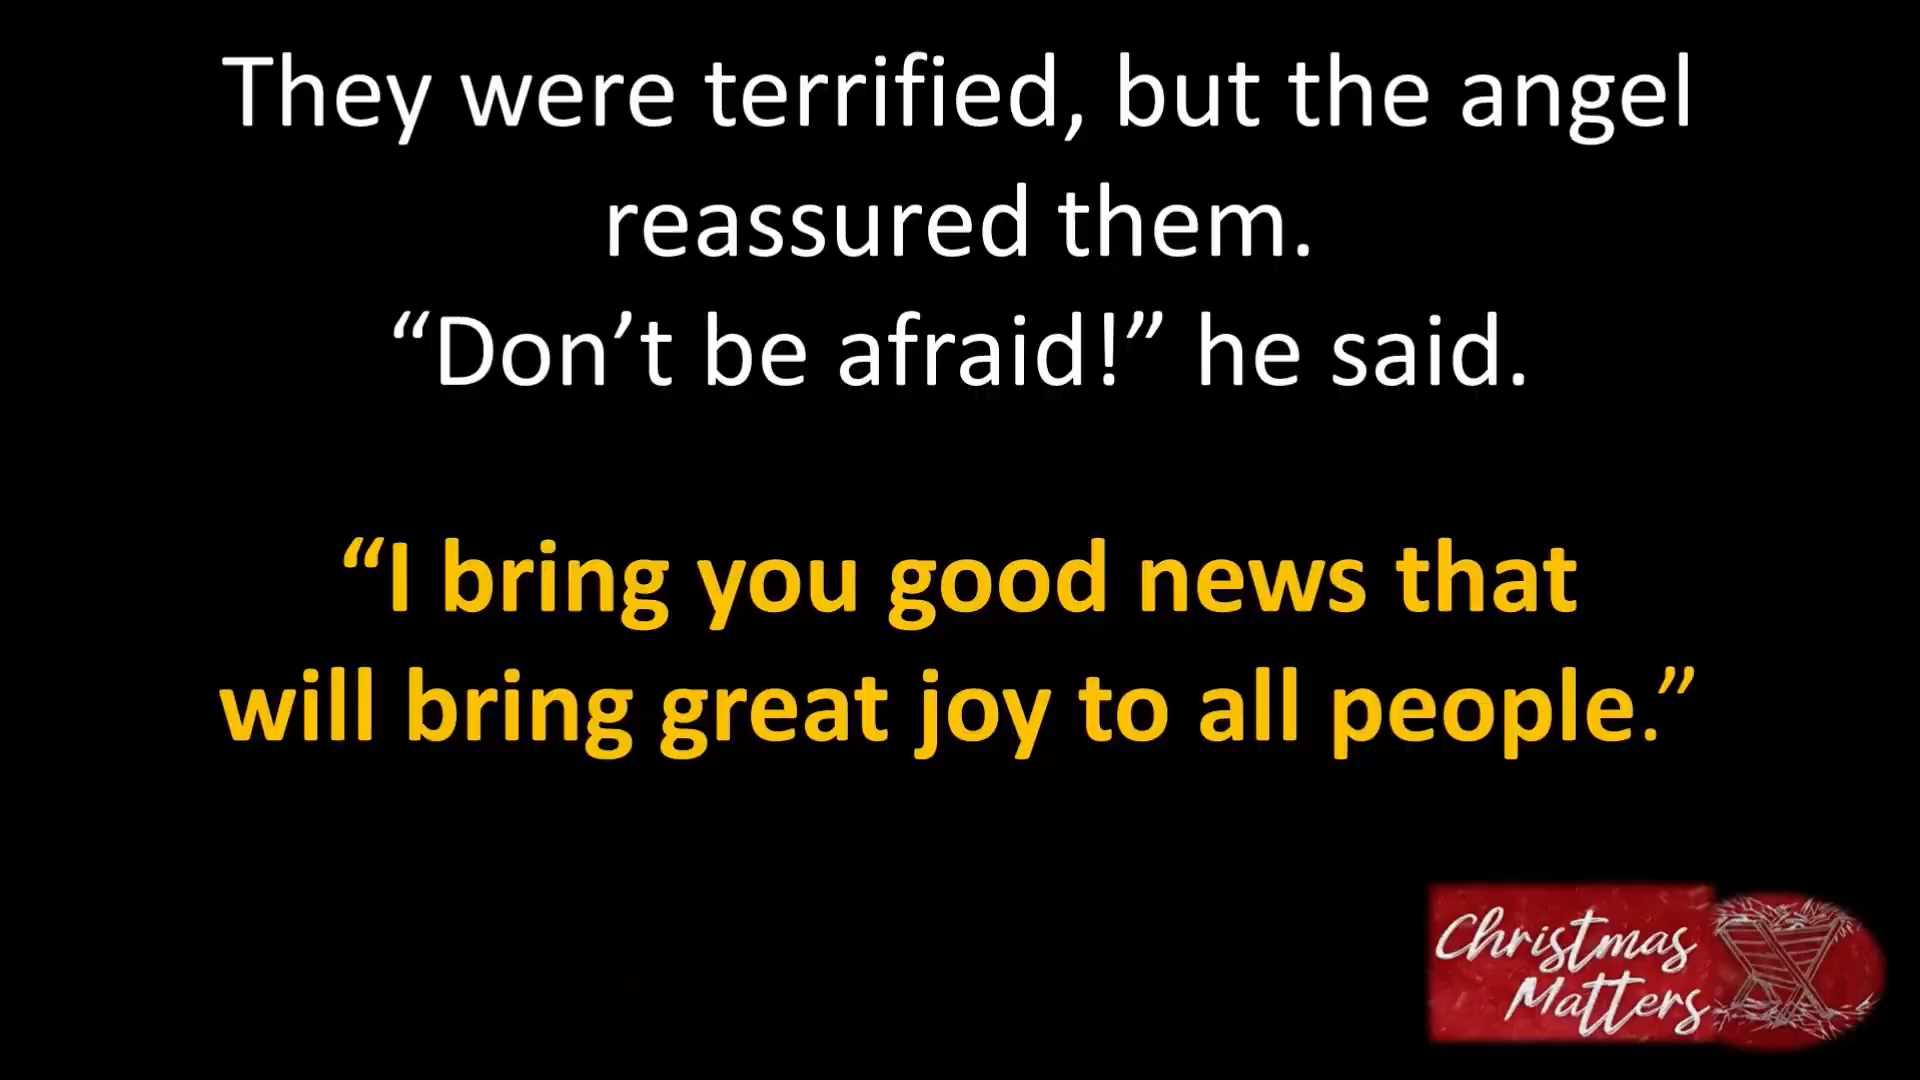 They were terrified, but the angel
reassured them.
“Don’t be afraid!” he said.
“I bring you good news that
will bring great joy to all people.”
Christmas
Matters